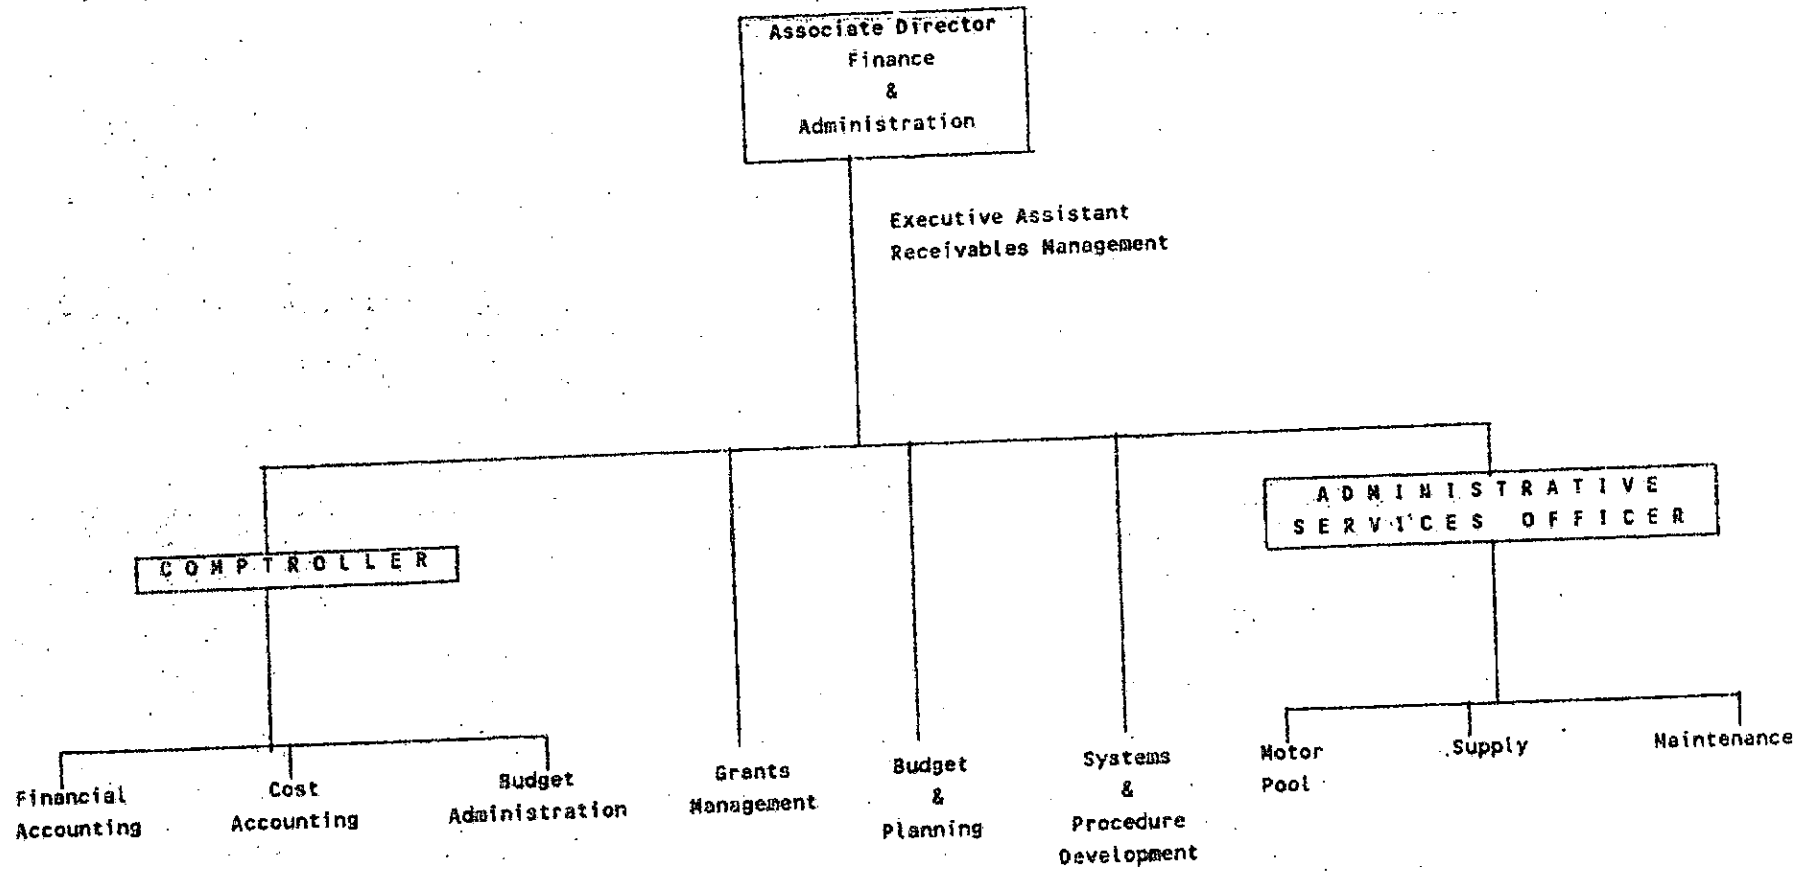 Associate Director
Finance
&
Administration
Executive Assistant
Receivables Management
ADMINISTRATIVE
SERVICES OFFICER
COMPTROLLER
Financial
Accounting
Cost
Accounting
Budget
Administration
Grants
Management
Budget
&
Planning
Systems
&
Procedure
Development
Motor
Pool
Supply
Maintenance